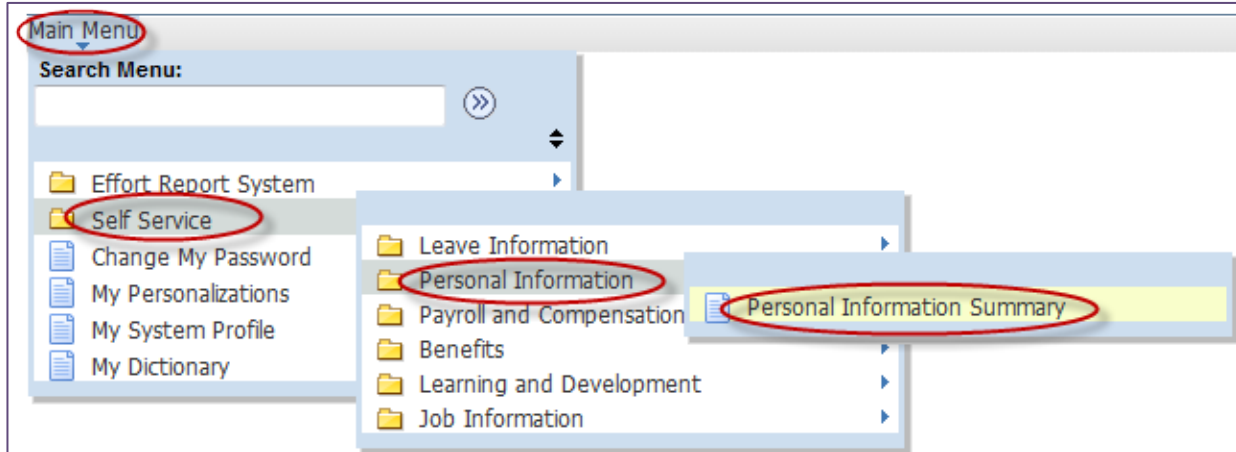 Main Menu
Search Menu:
Effort Report System
Self Service
Change My Password
My Personalizations
My System Profile
My Dictionary
Leave Information
Personal Information
Payroll and Compensation
Benefits
Learning and Development
Job Information
Personal Information Summary